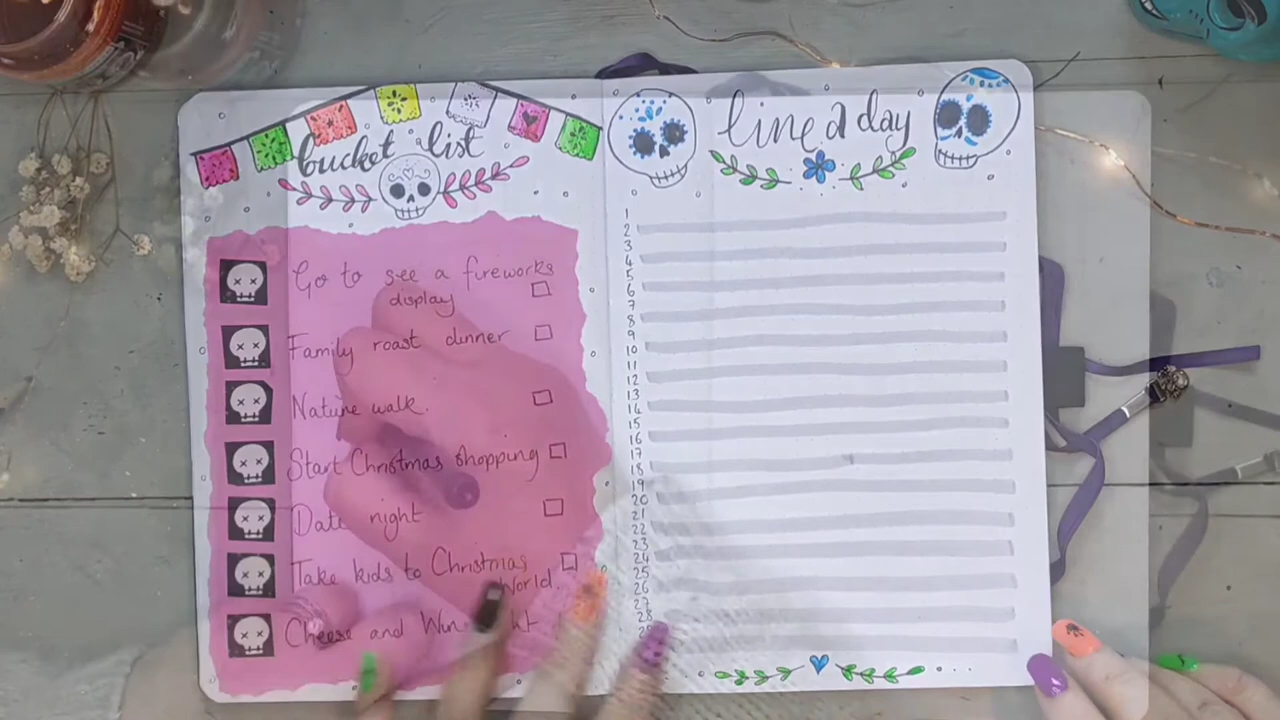 bucket list
Go to see a fireworks
display
Family roast dinner
Nature walk.
Start Christmas shopping
Date night
Take kids to Christmas
World.
Cheese and
line a day
1
2
3
4
5
6
7
8
9
10
11
12
13
14
15
16
17
18
19
20
21
22
23
24
25
26
27
28